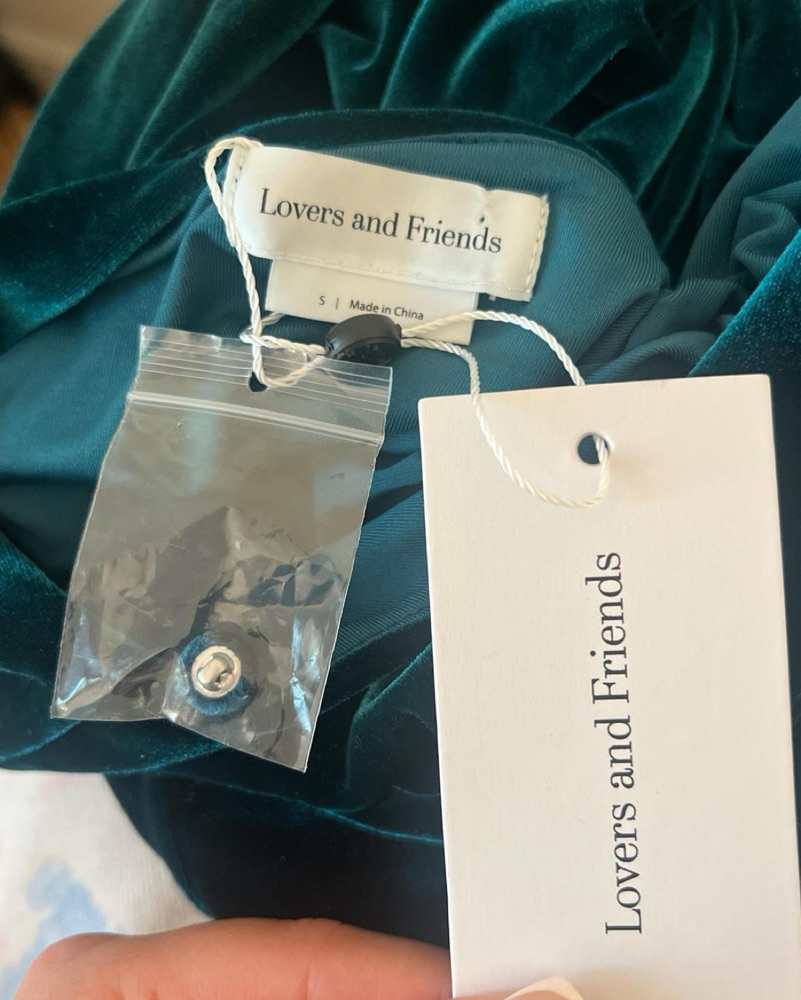 Lovers and Friends
S | Made in China
Lovers and Friends